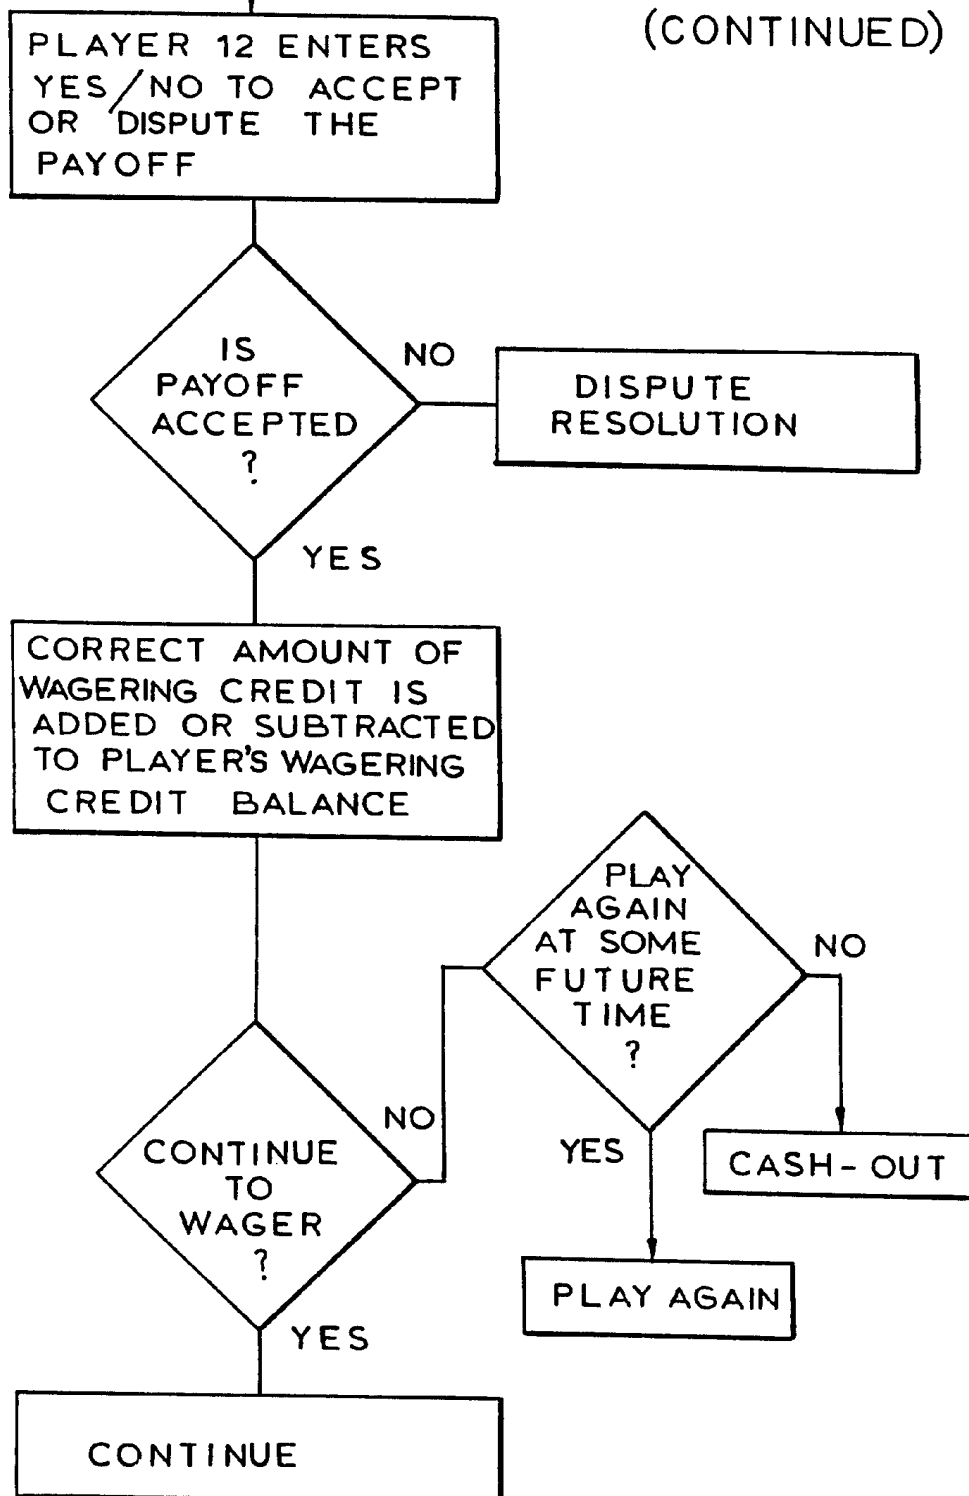 (CONTINUED)
PLAYER 12 ENTERS
YES/NO TO ACCEPT
OR DISPUTE THE
PAYOFF
IS
PAYOFF
ACCEPTED
?
NO
DISPUTE
RESOLUTION
YES
CORRECT AMOUNT OF
WAGERING CREDIT IS
ADDED OR SUBTRACTED
TO PLAYER'S WAGERING
CREDIT BALANCE
PLAY
AGAIN
AT SOME
FUTURE
TIME
?
NO
CASH-OUT
YES
PLAY AGAIN
NO
CONTINUE
TO
WAGER
?
YES
CONTINUE